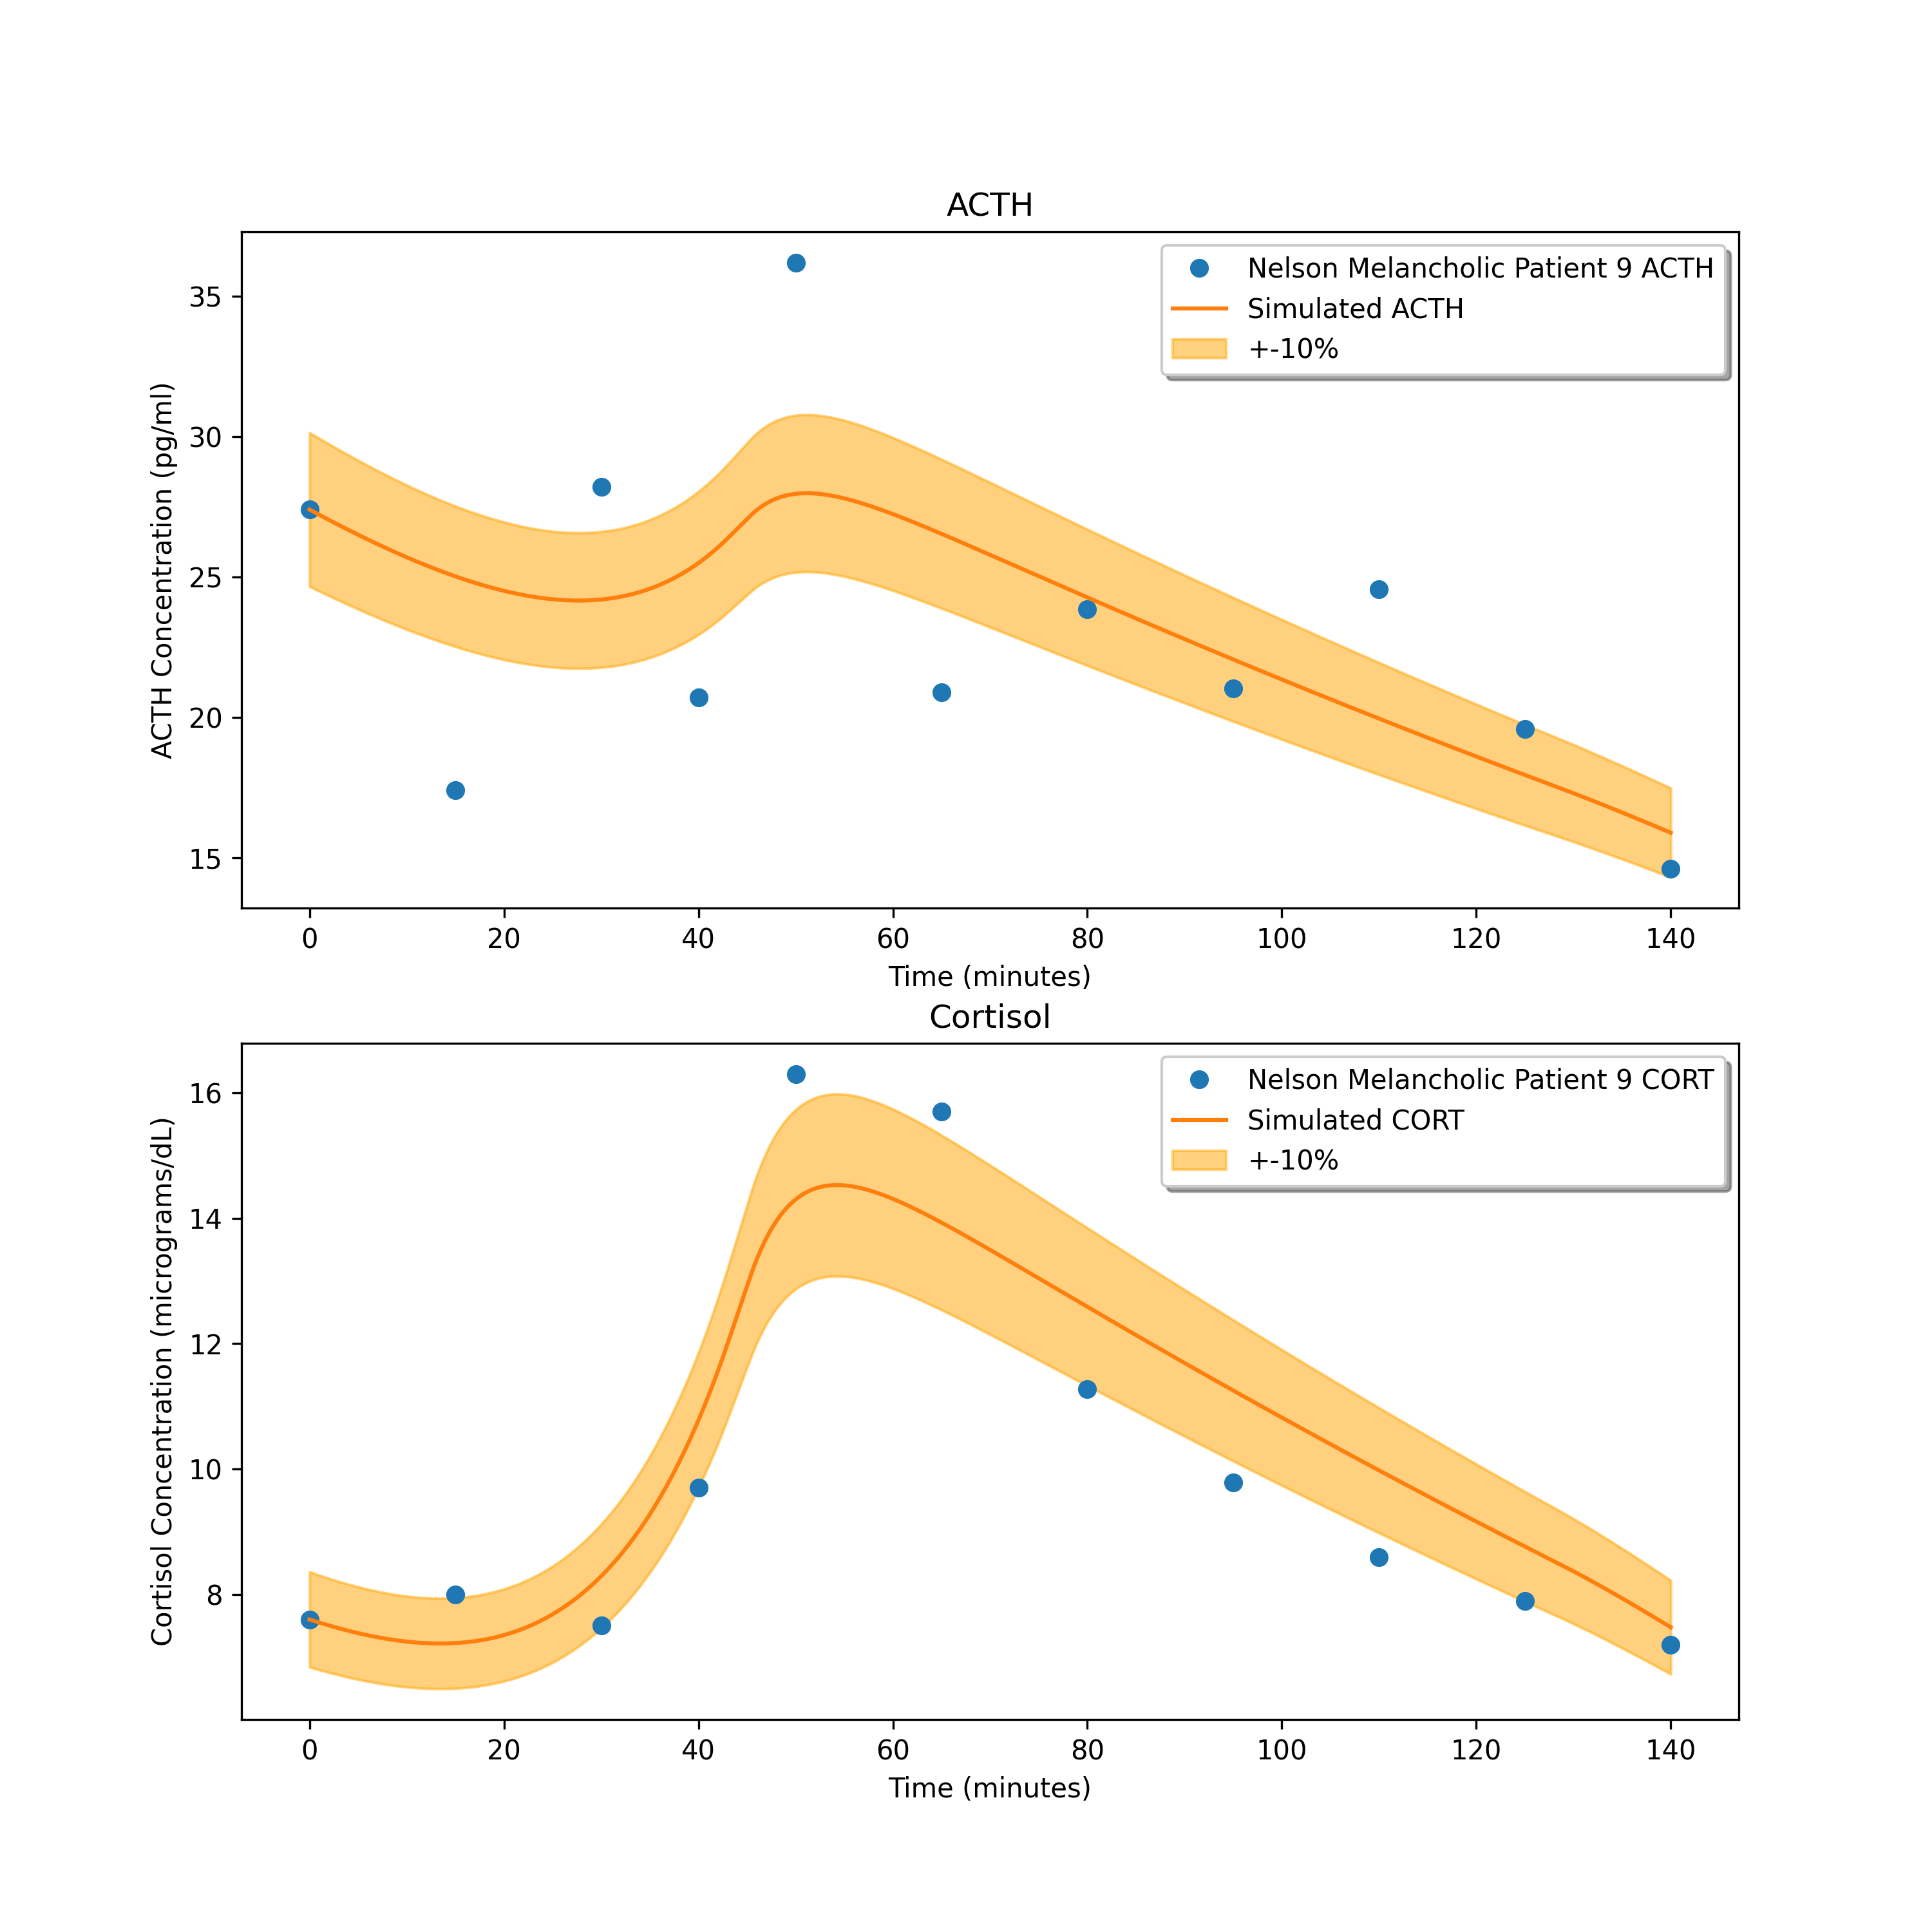 ACTH
Nelson Melancholic Patient 9 ACTH
Simulated ACTH
+-10%
ACTH Concentration (pg/ml)
35
30
25
20
15
0 20 40 60 80 100 120 140
Time (minutes)
Cortisol
Nelson Melancholic Patient 9 CORT
Simulated CORT
+-10%
Cortisol Concentration (micrograms/dL)
16
14
12
10
8
0 20 40 60 80 100 120 140
Time (minutes)